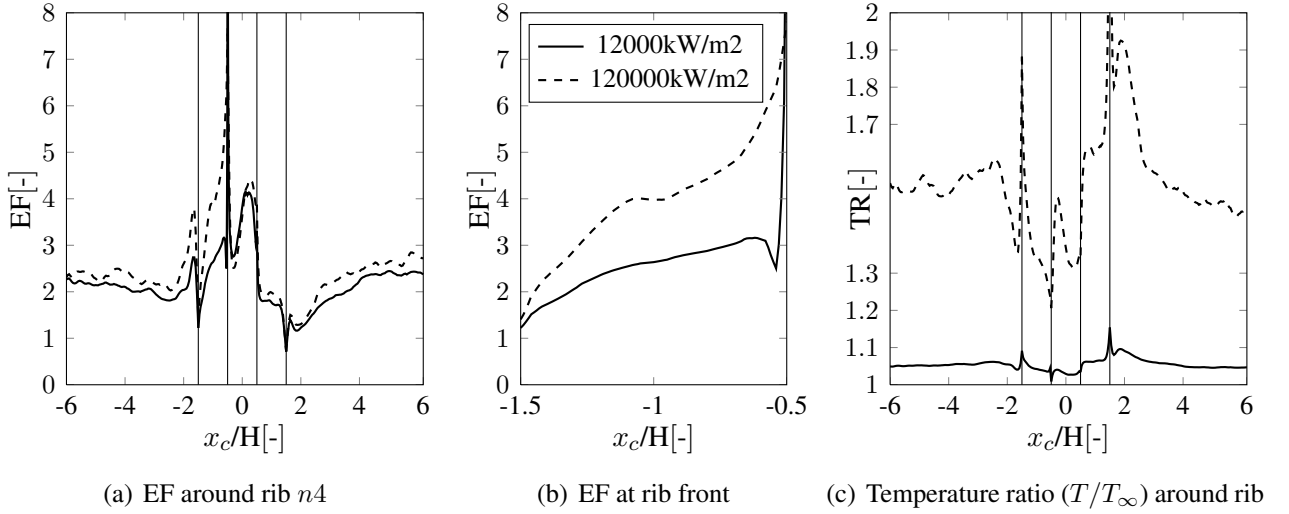 8
7
6
5
4
3
2
1
0
EF[-]
-6 -4 -2 0 2 4 6
x_c/H[-]
(a) EF around rib n4
8
7
6
5
4
3
2
1
0
EF[-]
12000kW/m2
120000kW/m2
-1.5 -1 -0.5
x_c/H[-]
(b) EF at rib front
2
1.9
1.8
1.7
1.5
1.3
1.2
1.1
1
TR[-]
-6 -4 -2 0 2 4 6
x_c/H[-]
(c) Temperature ratio (T/T_∞) around rib